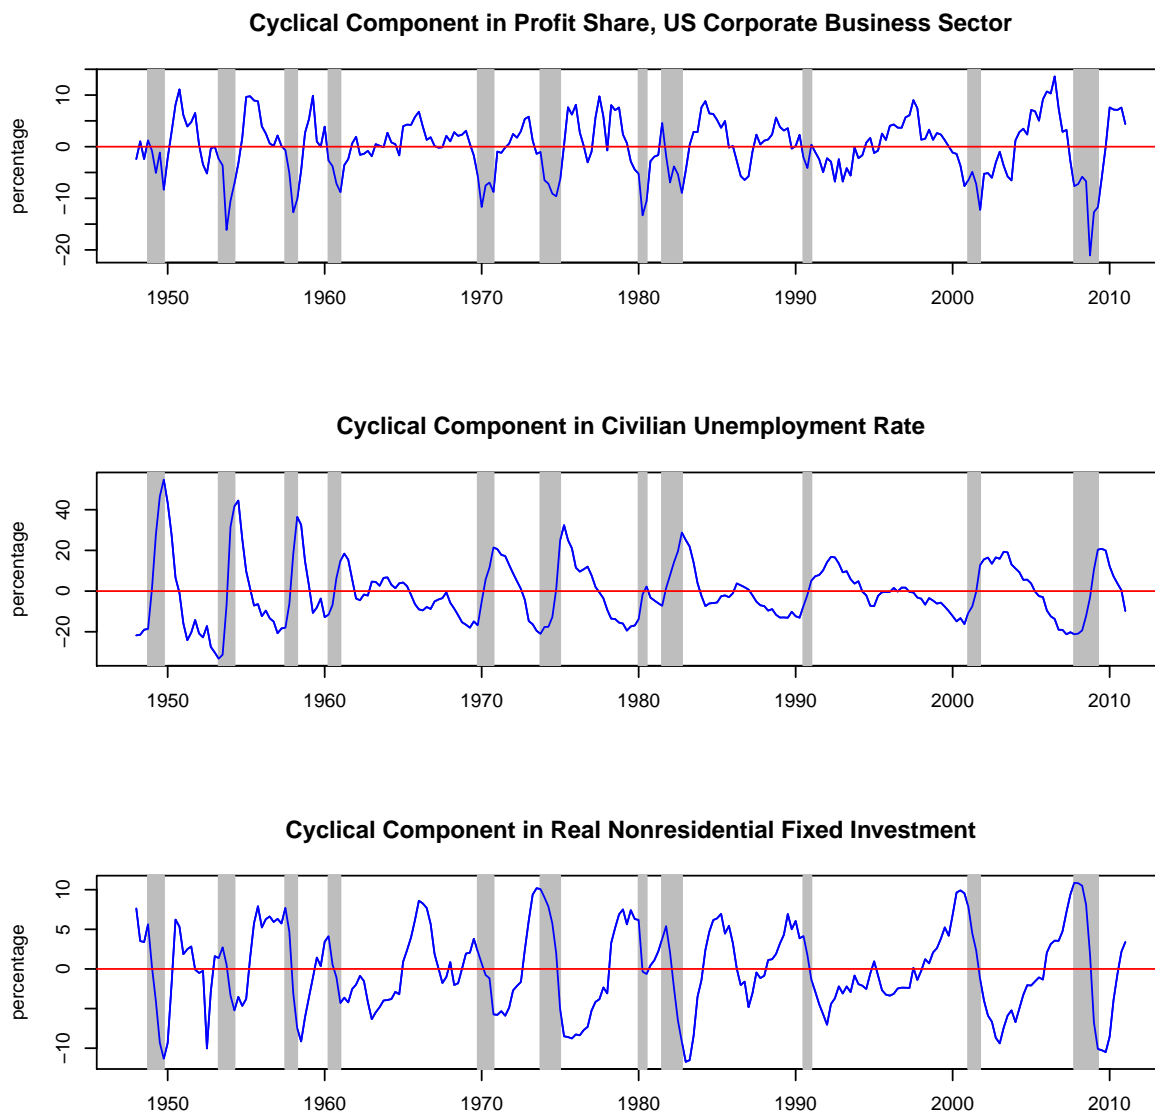 Cyclical Component in Profit Share, US Corporate Business Sector
percentage
10
0
−10
−20
1950 1960 1970 1980 1990 2000 2010
Cyclical Component in Civilian Unemployment Rate
percentage
40
20
0
−20
1950 1960 1970 1980 1990 2000 2010
Cyclical Component in Real Nonresidential Fixed Investment
percentage
10
5
0
−10
1950 1960 1970 1980 1990 2000 2010